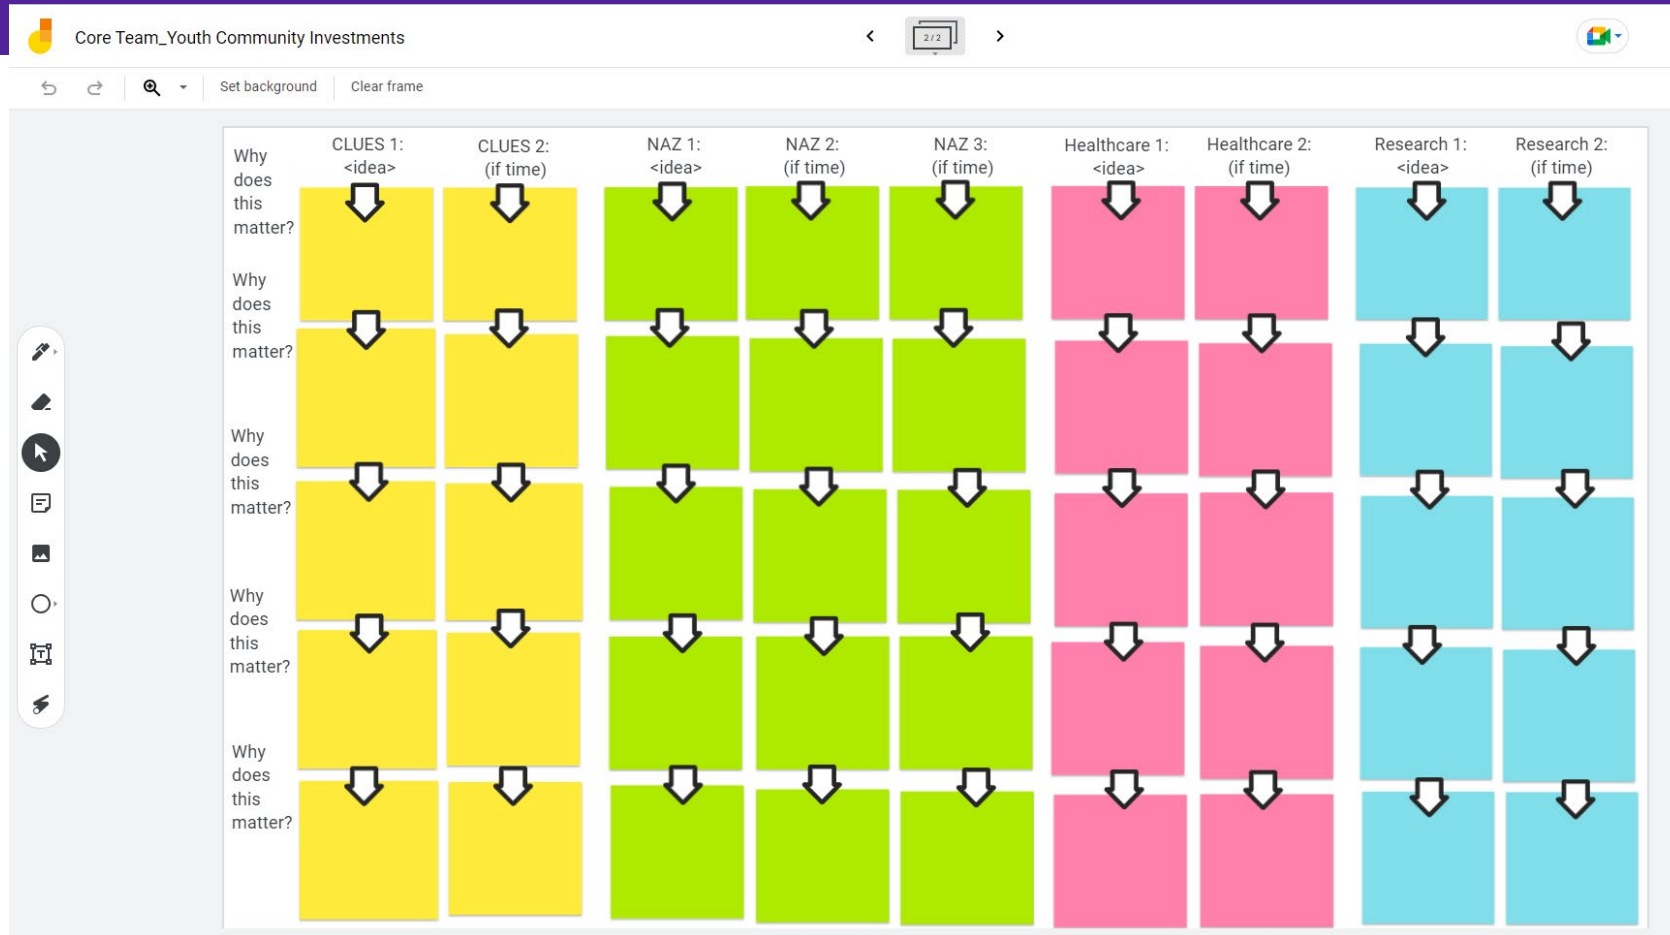 Core Team_Youth Community Investments
2 / 2
Set background
Clear frame
CLUES 1:
<idea>
CLUES 2:
(if time)
NAZ 1:
<idea>
NAZ 2:
(if time)
NAZ 3:
(if time)
Healthcare 1:
<idea>
Healthcare 2:
(if time)
Research 1:
<idea>
Research 2:
(if time)
Why
does
this
matter?
Why
does
this
matter?
Why
does
this
matter?
Why
does
this
matter?
Why
does
this
matter?